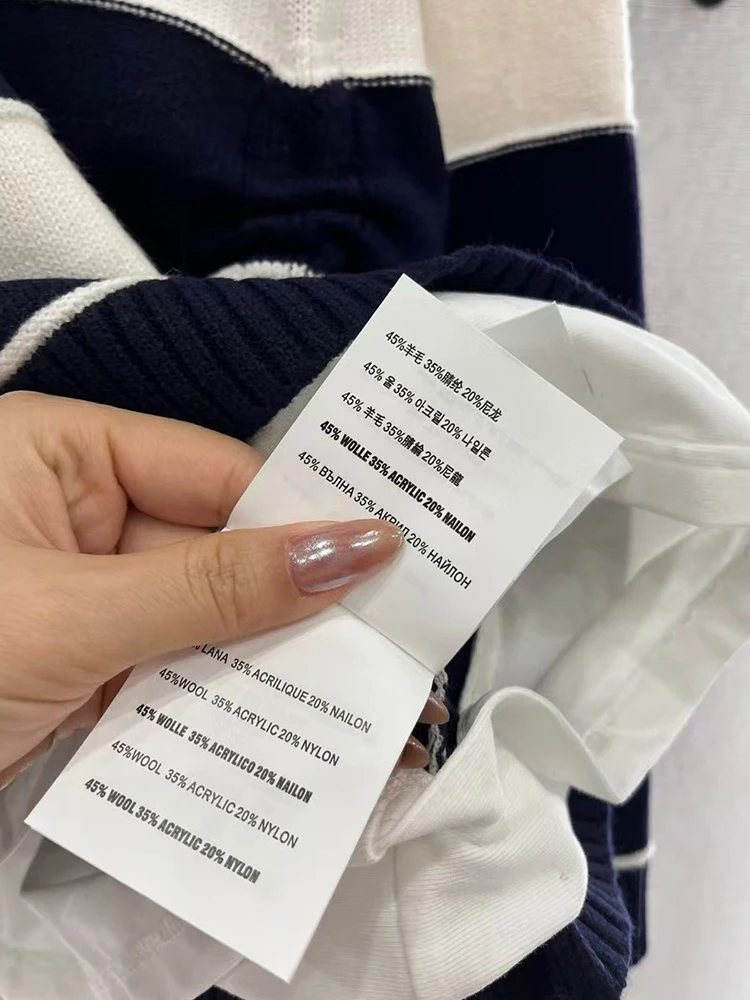 45%羊毛 35%腈纶 20%尼龙
45% 울 35% 아크릴 20% 나일론
45% 羊毛 35%腈綸 20%尼龍
45% WOLLE 35% ACRYLIC 20% NAILON
45% ВЪЛНА 35% АКРИЛ 20% НАЙЛОН
% LANA 35% ACRILIQUE 20% NAILON
45%WOOL 35% ACRYLIC 20% NYLON
45% WOLLE 35% ACRYLICO 20% NAILON
45%WOOL 35% ACRYLIC 20% NYLON
45% WOOL 35% ACRYLIC 20% NYLON